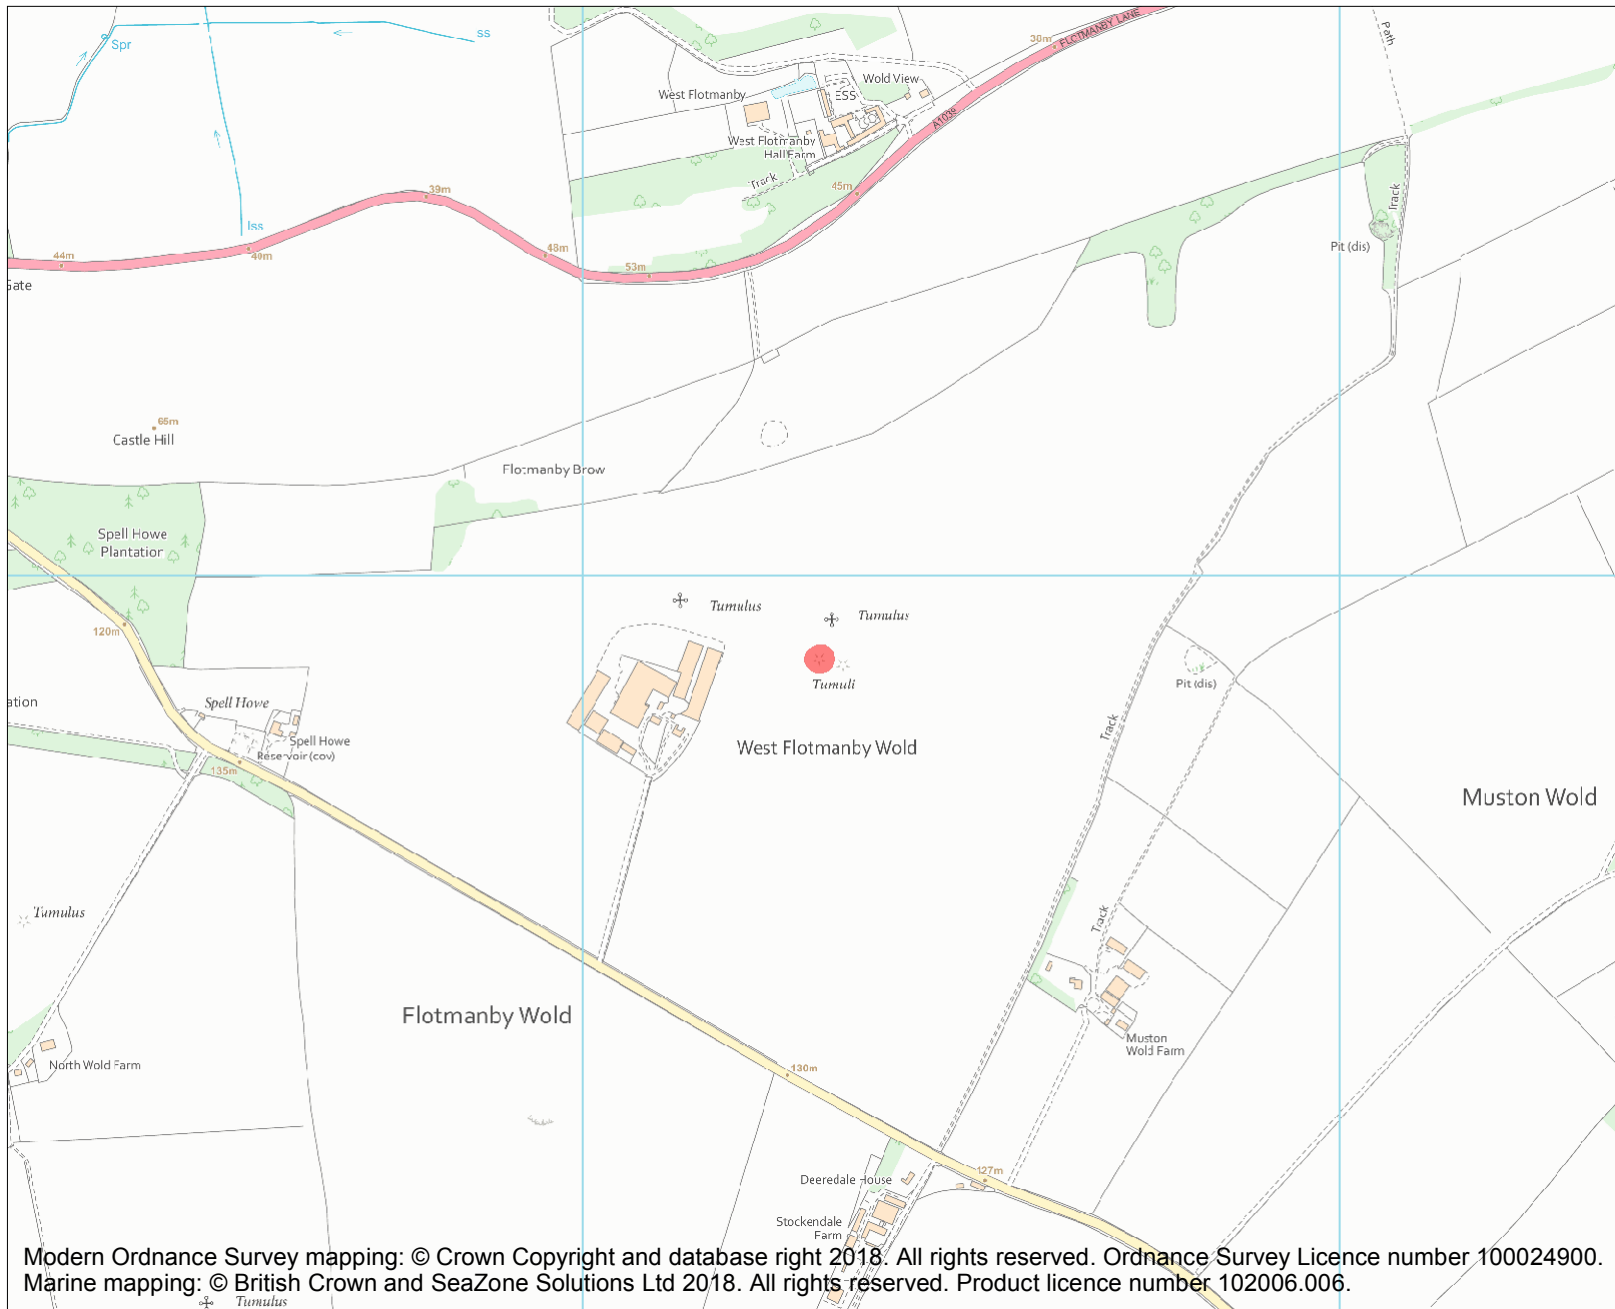 Path
FLOTMANBY LANE
30m
Spr
ss
Wold View
West Flotmanby
ESS
A1039
West Flotmanby
Hall Farm
Track
45m
39m
Track
Iss
Pit (dis)
44m
40m
48m
53m
Gate
65m
Castle Hill
Flotmanby Brow
Spell Howe
Plantation
Tumulus
Tumulus
120m
Tumuli
Pit (dis)
ation
Spell Howe
Track
Spell Howe
Reservoir (cov)
135m
West Flotmanby Wold
Muston Wold
Tumulus
Track
Flotmanby Wold
Muston
Wold Farm
North Wold Farm
130m
127m
Deeredale House
Stockendale
Farm
Modern Ordnance Survey mapping: © Crown Copyright and database right 2018. All rights reserved. Ordnance Survey Licence number 100024900.
Marine mapping: © British Crown and SeaZone Solutions Ltd 2018. All rights reserved. Product licence number 102006.006.
Tumulus